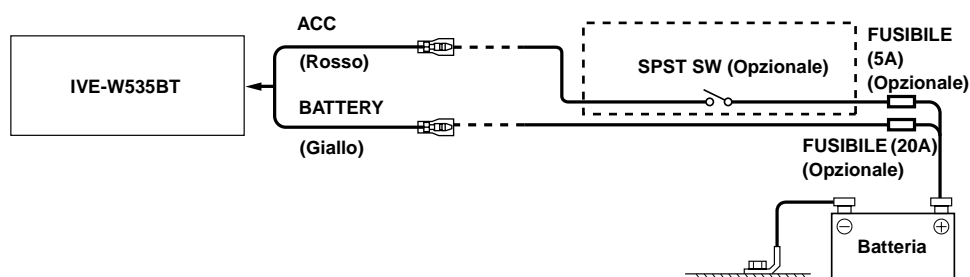 ACC
(Rosso)
IVE-W535BT
BATTERY
(Giallo)
SPST SW (Opzionale)
FUSIBILE
(5A)
(Opzionale)
FUSIBILE (20A)
(Opzionale)
Batteria